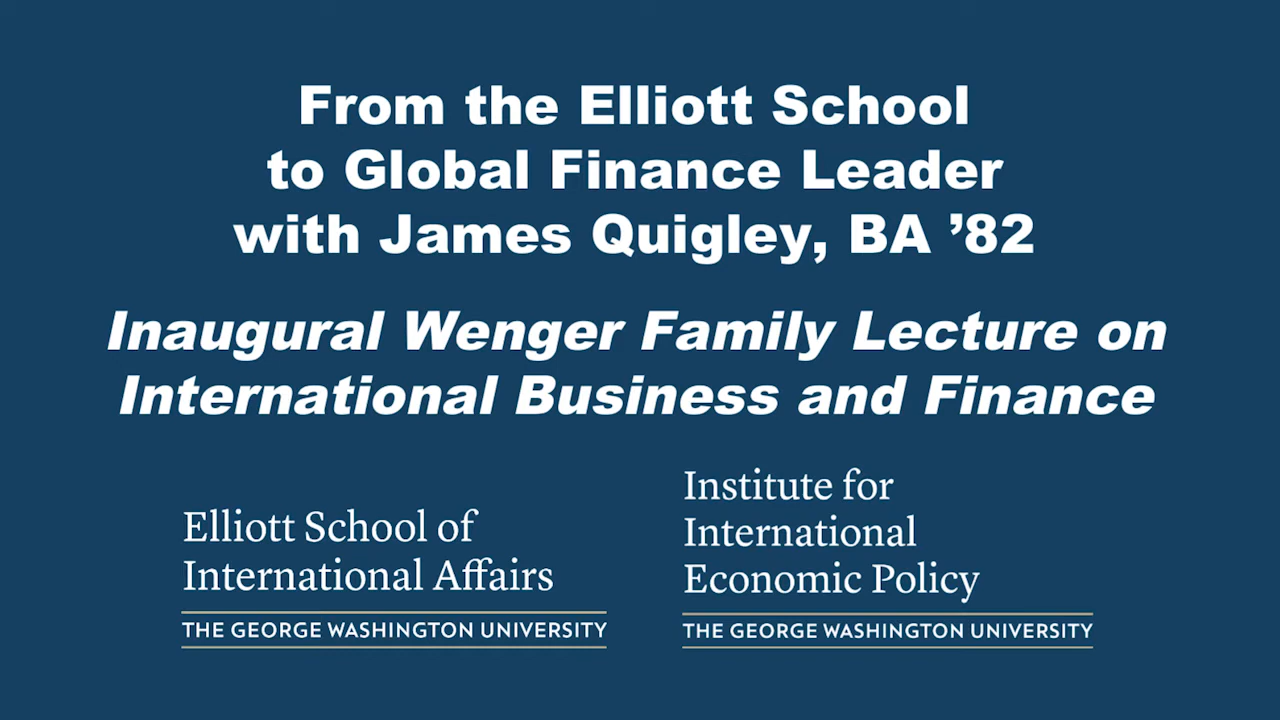 From the Elliott School
to Global Finance Leader
with James Quigley, BA ’82
Inaugural Wenger Family Lecture on
International Business and Finance
Elliott School of
International Affairs
THE GEORGE WASHINGTON UNIVERSITY
Institute for
International
Economic Policy
THE GEORGE WASHINGTON UNIVERSITY